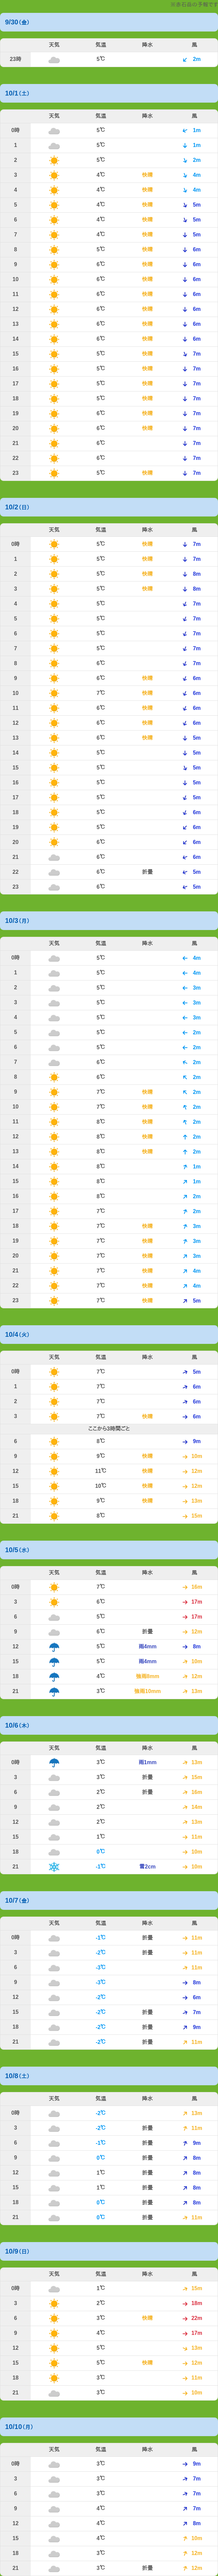 ※赤岳頂の予報です
9/30(金)
天気 気温 降水 風
23時 5℃ 2m
10/1(土)
天気 気温 降水 風
0時 5℃ 1m
1 5℃ 1m
2 5℃ 2m
3 4℃ 快晴 4m
4 4℃ 快晴 4m
5 4℃ 快晴 5m
6 4℃ 快晴 5m
7 4℃ 快晴 5m
8 5℃ 快晴 6m
9 6℃ 快晴 6m
10 6℃ 快晴 6m
11 6℃ 快晴 6m
12 6℃ 快晴 6m
13 6℃ 快晴 6m
14 6℃ 快晴 6m
15 5℃ 快晴 7m
16 5℃ 快晴 7m
17 5℃ 快晴 7m
18 5℃ 快晴 7m
19 6℃ 快晴 7m
20 6℃ 快晴 7m
21 6℃ 7m
22 6℃ 7m
23 5℃ 快晴 7m
10/2(日)
天気 気温 降水 風
0時 5℃ 快晴 7m
1 5℃ 快晴 7m
2 5℃ 快晴 8m
3 5℃ 快晴 8m
4 5℃ 7m
5 5℃ 7m
6 5℃ 7m
7 5℃ 7m
8 6℃ 7m
9 6℃ 快晴 6m
10 7℃ 快晴 6m
11 6℃ 快晴 6m
12 6℃ 快晴 6m
13 6℃ 快晴 5m
14 5℃ 5m
15 5℃ 5m
16 5℃ 5m
17 5℃ 5m
18 5℃ 6m
19 5℃ 6m
20 6℃ 6m
21 6℃ 6m
22 6℃ 折曇 5m
23 6℃ 5m
10/3(月)
天気 気温 降水 風
0時 5℃ 4m
1 5℃ 4m
2 5℃ 3m
3 5℃ 3m
4 5℃ 3m
5 5℃ 2m
6 5℃ 2m
7 6℃ 2m
8 6℃ 2m
9 7℃ 快晴 2m
10 7℃ 快晴 2m
11 8℃ 快晴 2m
12 8℃ 快晴 2m
13 8℃ 快晴 2m
14 8℃ 1m
15 8℃ 1m
16 8℃ 2m
17 7℃ 2m
18 7℃ 快晴 3m
19 7℃ 快晴 3m
20 7℃ 快晴 3m
21 7℃ 快晴 4m
22 7℃ 快晴 4m
23 7℃ 快晴 5m
10/4(火)
天気 気温 降水 風
0時 7℃ 5m
1 7℃ 6m
2 7℃ 6m
3 7℃ 快晴 6m
ここから3時間ごと
6 8℃ 9m
9 9℃ 快晴 10m
12 11℃ 快晴 12m
15 10℃ 快晴 12m
18 9℃ 快晴 13m
21 8℃ 15m
10/5(水)
天気 気温 降水 風
0時 7℃ 16m
3 6℃ 17m
6 5℃ 17m
9 6℃ 折曇 12m
12 5℃ 雨4mm 8m
15 5℃ 雨4mm 10m
18 4℃ 強雨8mm 12m
21 3℃ 強雨10mm 13m
10/6(木)
天気 気温 降水 風
0時 3℃ 雨1mm 13m
3 3℃ 折曇 15m
6 2℃ 折曇 16m
9 2℃ 14m
12 2℃ 13m
15 1℃ 11m
18 0℃ 10m
21 -1℃ 雪2cm 10m
10/7(金)
天気 気温 降水 風
0時 -1℃ 折曇 11m
3 -2℃ 折曇 11m
6 -3℃ 11m
9 -3℃ 8m
12 -2℃ 6m
15 -2℃ 折曇 7m
18 -2℃ 折曇 9m
21 -2℃ 折曇 11m
10/8(土)
天気 気温 降水 風
0時 -2℃ 13m
3 -2℃ 折曇 11m
6 -1℃ 折曇 9m
9 0℃ 折曇 8m
12 1℃ 折曇 8m
15 1℃ 折曇 8m
18 0℃ 折曇 8m
21 0℃ 折曇 11m
10/9(日)
天気 気温 降水 風
0時 1℃ 15m
3 2℃ 18m
6 3℃ 快晴 22m
9 4℃ 17m
12 5℃ 13m
15 5℃ 快晴 12m
18 3℃ 11m
21 3℃ 10m
10/10(月)
天気 気温 降水 風
0時 3℃ 9m
3 3℃ 7m
6 3℃ 7m
9 4℃ 7m
12 4℃ 8m
15 4℃ 10m
18 3℃ 12m
21 3℃ 折曇 12m